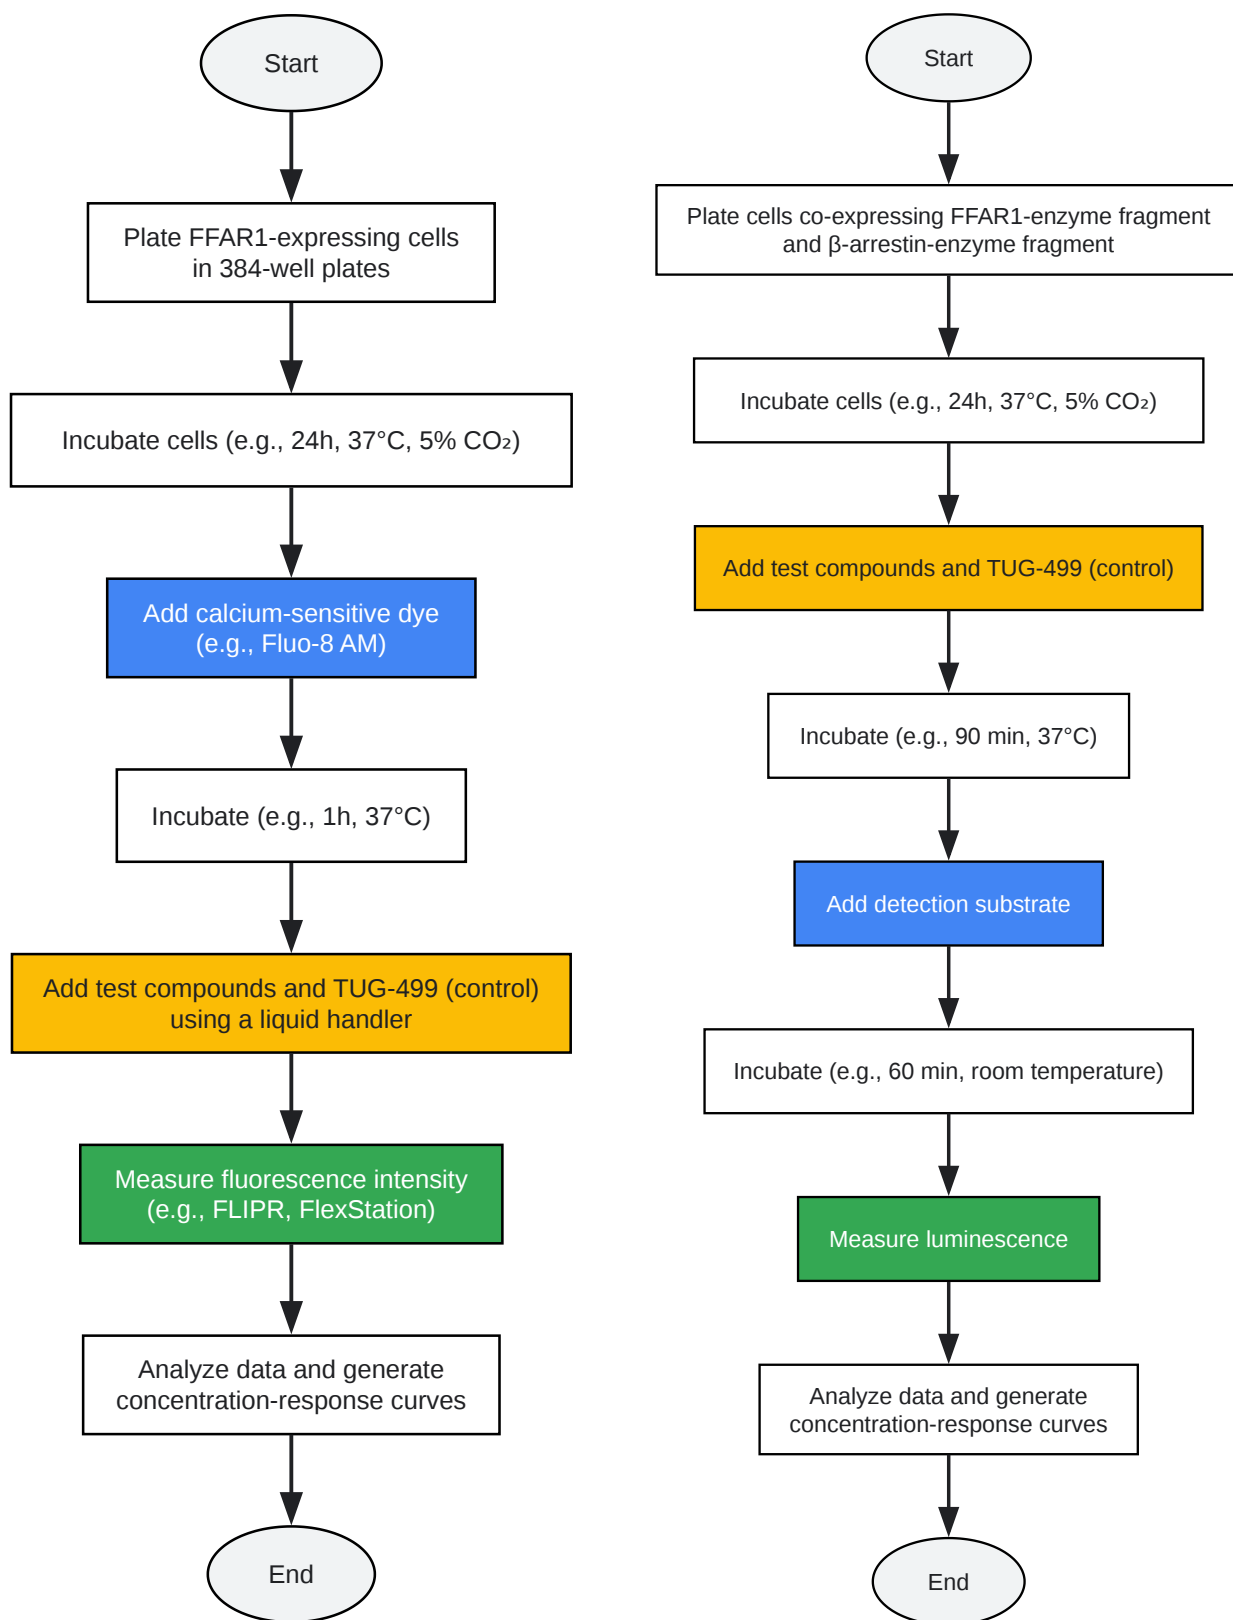 Start
Plate FFAR1-expressing cells
in 384-well plates
Incubate cells (e.g., 24h, 37°C, 5% CO₂)
Add calcium-sensitive dye
(e.g., Fluo-8 AM)
Incubate (e.g., 1h, 37°C)
Add test compounds and TUG-499 (control)
using a liquid handler
Measure fluorescence intensity
(e.g., FLIPR, FlexStation)
Analyze data and generate
concentration-response curves
End
Start
Plate cells co-expressing FFAR1-enzyme fragment
and β-arrestin-enzyme fragment
Incubate cells (e.g., 24h, 37°C, 5% CO₂)
Add test compounds and TUG-499 (control)
Incubate (e.g., 90 min, 37°C)
Add detection substrate
Incubate (e.g., 60 min, room temperature)
Measure luminescence
Analyze data and generate
concentration-response curves
End